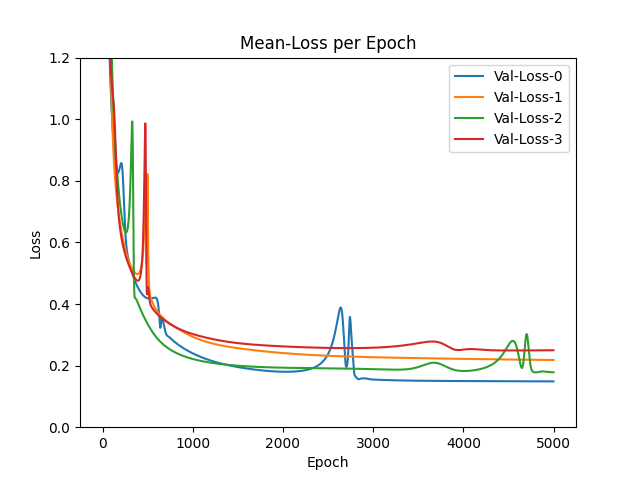 Mean-Loss per Epoch
Loss
1.2
1.0
0.8
0.6
0.4
0.2
0.0
Val-Loss-0
Val-Loss-1
Val-Loss-2
Val-Loss-3
0 1000 2000 3000 4000 5000
Epoch